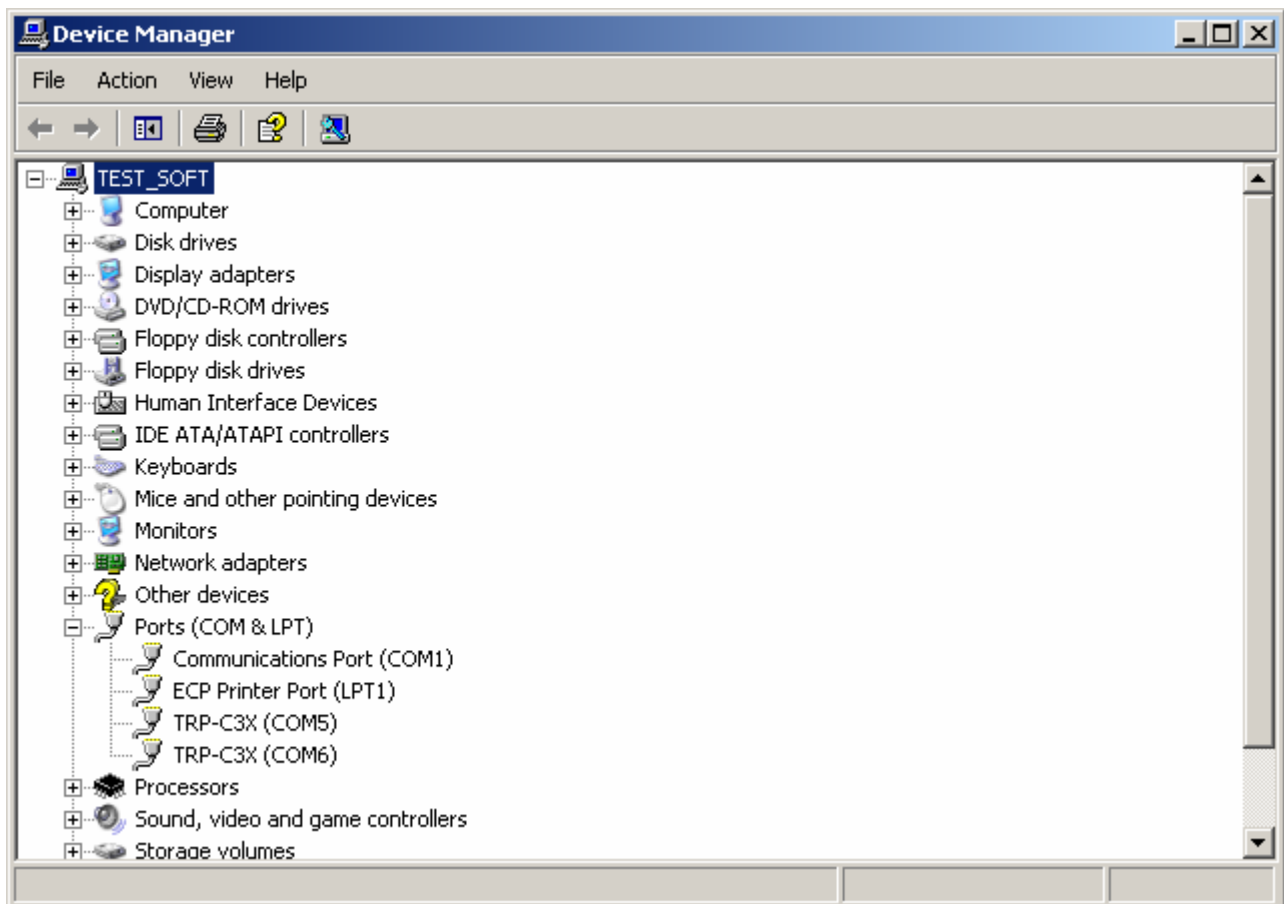 Device Manager
File Action View Help
TEST_SOFT
Computer
Disk drives
Display adapters
DVD/CD-ROM drives
Floppy disk controllers
Floppy disk drives
Human Interface Devices
IDE ATA/ATAPI controllers
Keyboards
Mice and other pointing devices
Monitors
Network adapters
Other devices
Ports (COM & LPT)
Communications Port (COM1)
ECP Printer Port (LPT1)
TRP-C3X (COM5)
TRP-C3X (COM6)
Processors
Sound, video and game controllers
Storage volumes